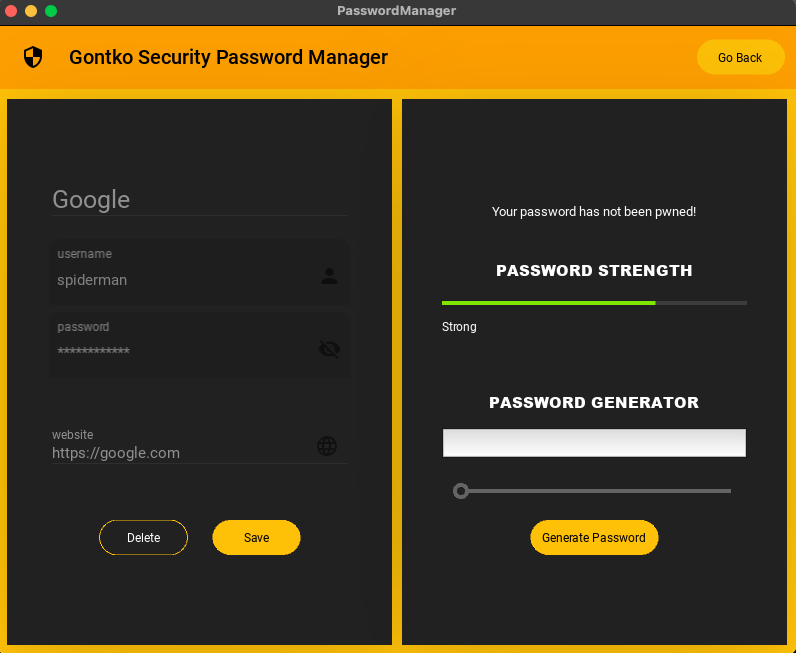 PasswordManager
Gontko Security Password Manager
Go Back
Google
username
spiderman
password
************
website
https://google.com
Delete
Save
Your password has not been pwned!
PASSWORD STRENGTH
Strong
PASSWORD GENERATOR
Generate Password